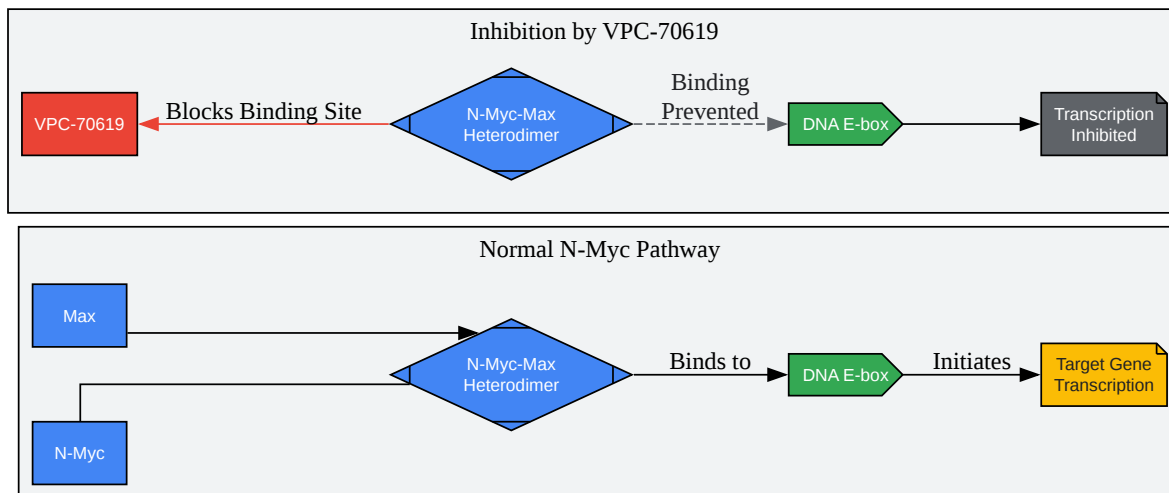 Inhibition by VPC-70619
VPC-70619
Blocks Binding Site
N-Myc-Max
Heterodimer
Binding
Prevented
DNA E-box
Transcription
Inhibited
Normal N-Myc Pathway
Max
N-Myc
N-Myc-Max
Heterodimer
Binds to
DNA E-box
Initiates
Target Gene
Transcription